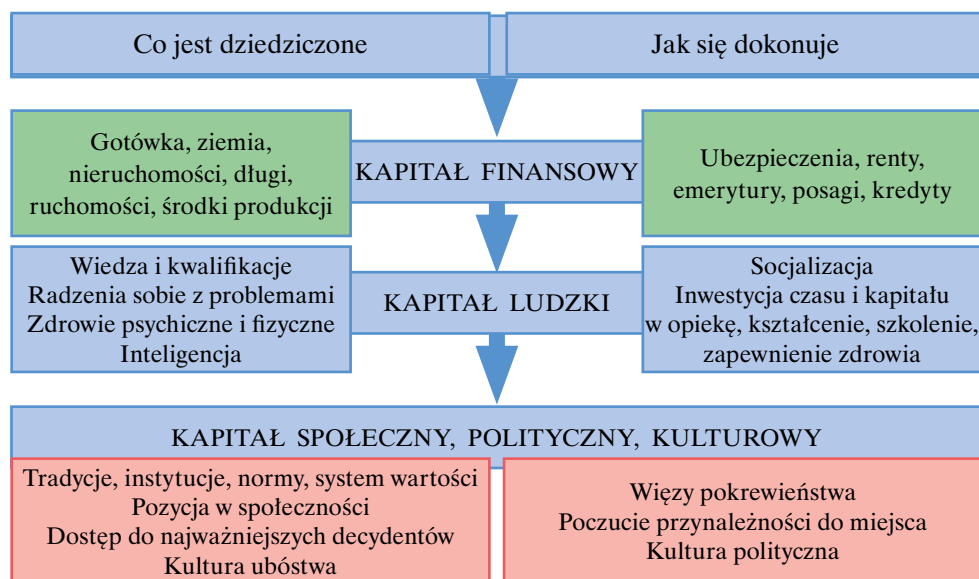 Co jest dziedziczone
Jak się dokonuje
Gotówka, ziemia,
nieruchomości, długi,
ruchomości, środki produkcji
KAPITAŁ FINANSOWY
Ubezpieczenia, renty,
emerytury, posagi, kredyty
Wiedza i kwalifikacje
Radzenia sobie z problemami
Zdrowie psychiczne i fizyczne
Inteligencja
KAPITAŁ LUDZKI
Socjalizacja
Inwestycja czasu i kapitału
w opiekę, kształcenie, szkolenie,
zapewnienie zdrowia
KAPITAŁ SPOŁECZNY, POLITYCZNY, KULTUROWY
Tradycje, instytucje, normy, system wartości
Pozycja w społeczności
Dostęp do najważniejszych decydentów
Kultura ubóstwa
Więzy pokrewieństwa
Poczucie przynależności do miejsca
Kultura polityczna